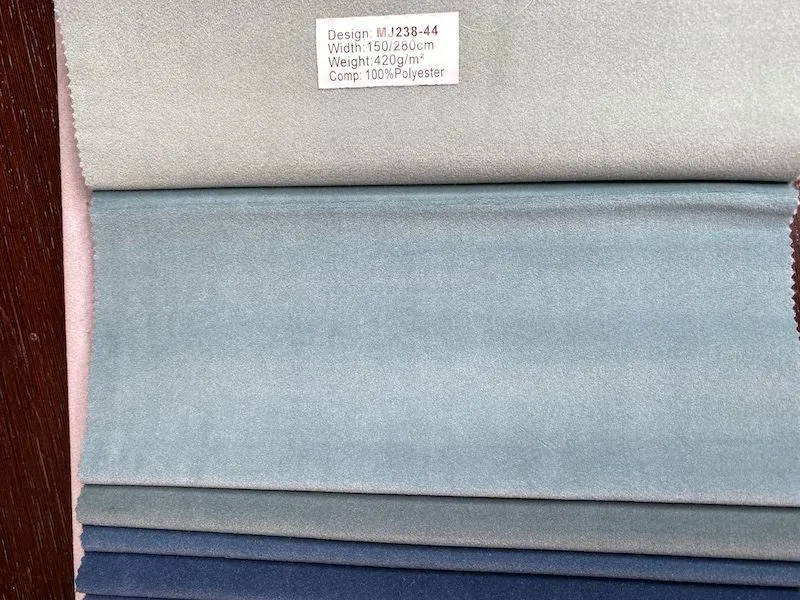 Design: MJ238-44
Width:150/280cm
Weight:420g/m²
Comp: 100%Polyester